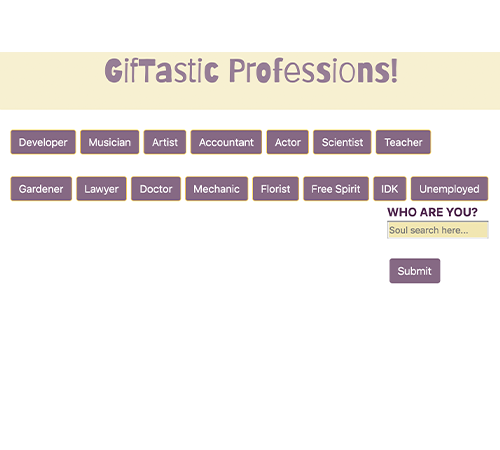 GifTastic Professions!
Developer Musician Artist Accountant Actor Scientist Teacher
Gardener Lawyer Doctor Mechanic Florist Free Spirit IDK Unemployed
WHO ARE YOU?
Soul search here...
Submit